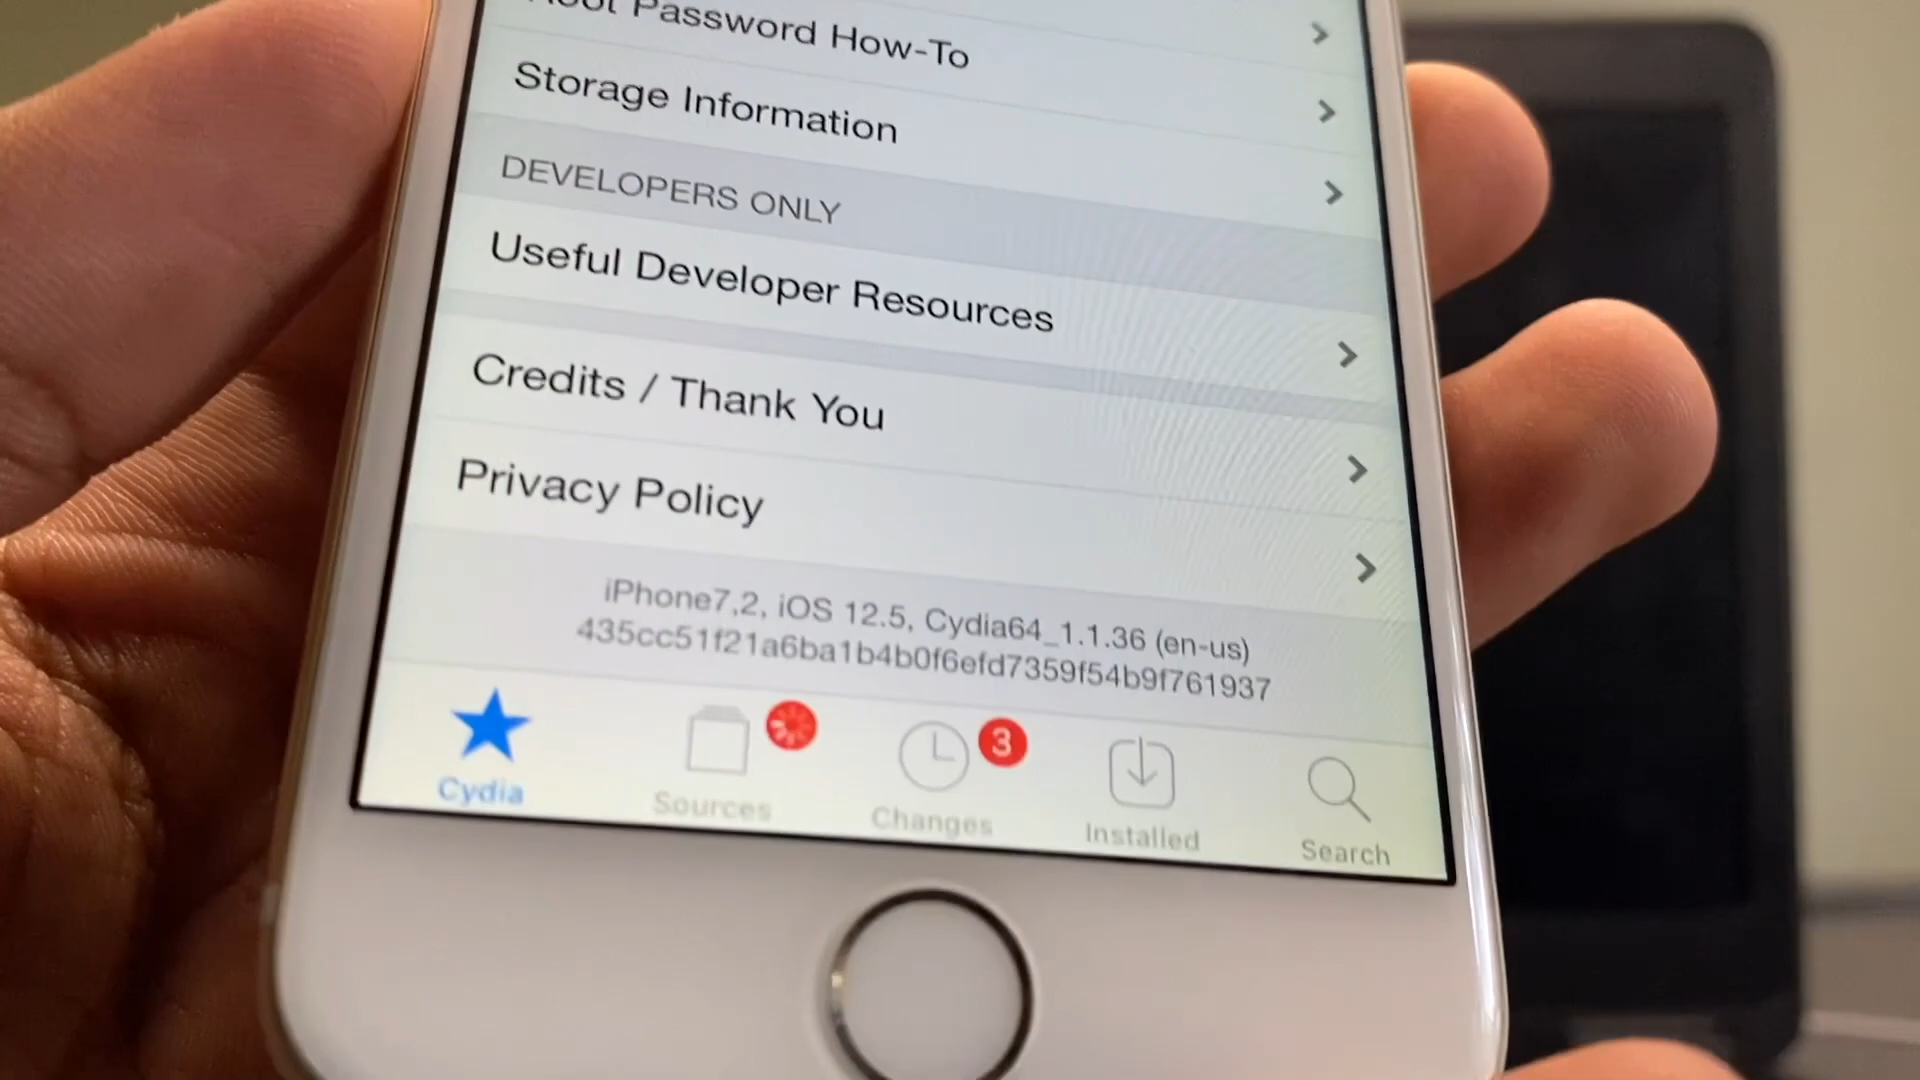 Root Password How-To
Storage Information
DEVELOPERS ONLY
Useful Developer Resources
Credits / Thank You
Privacy Policy
iPhone7,2, iOS 12.5, Cydia64_1.1.36 (en-us)
435cc51f21a6ba1b4b0f6efd7359f54b9f761937
3
Cydia
Sources
Changes
Installed
Search